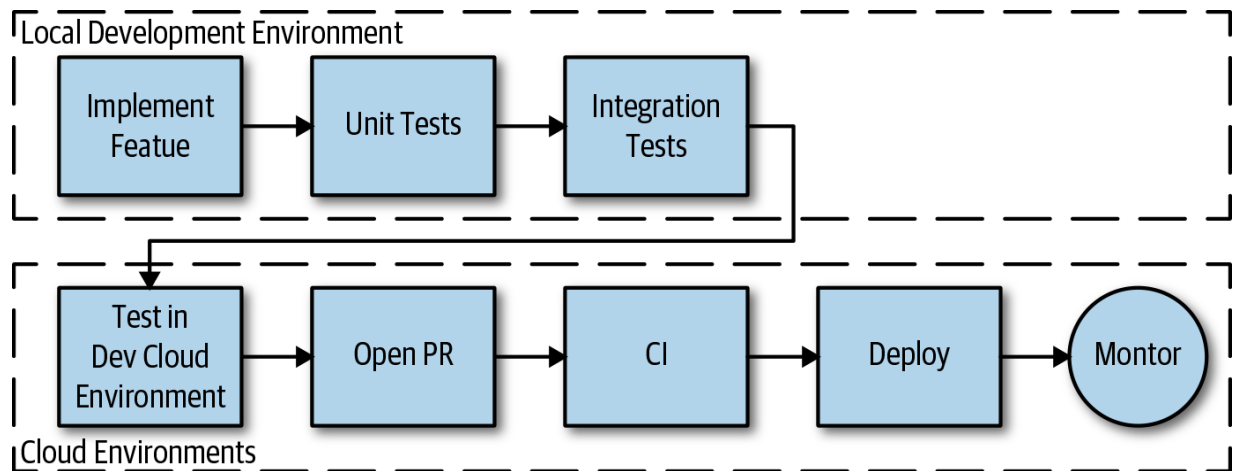 Local Development Environment
Implement
Featue
Unit Tests
Integration
Tests
Test in
Dev Cloud
Environment
Open PR
CI
Deploy
Montor
Cloud Environments